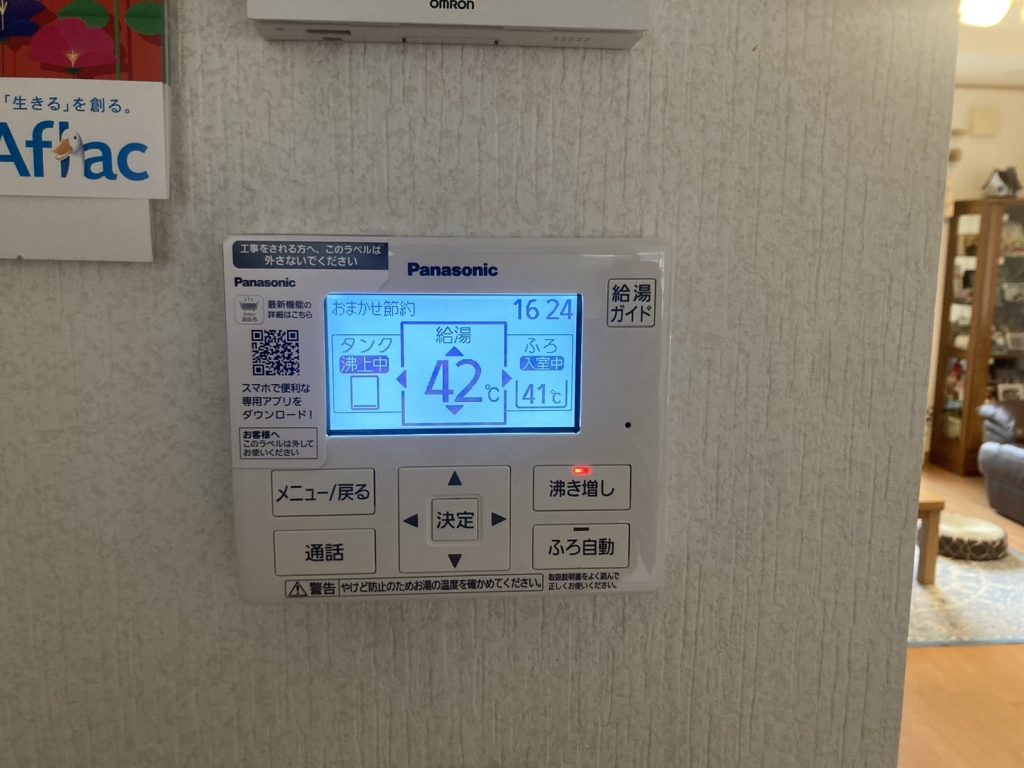 OMRON
「生きる」を創る。
Aflac
工事をされる方へ、このラベルは
外さないでください
Panasonic
Panasonic
最新機能の
詳細はこちら
スマホで便利な
専用アプリを
ダウンロード!
お客様へ
このラベルは外して
お使いください
おまかせ節約
16 24
タンク
沸上中
給湯
42℃
ふろ
入室中
41℃
給湯
ガイド
メニュー/戻る
通話
決定
沸き増し
ふろ自動
警告
やけど防止のためお湯の温度を確かめてください。
取扱説明書をよく読んで
正しくお使いください。